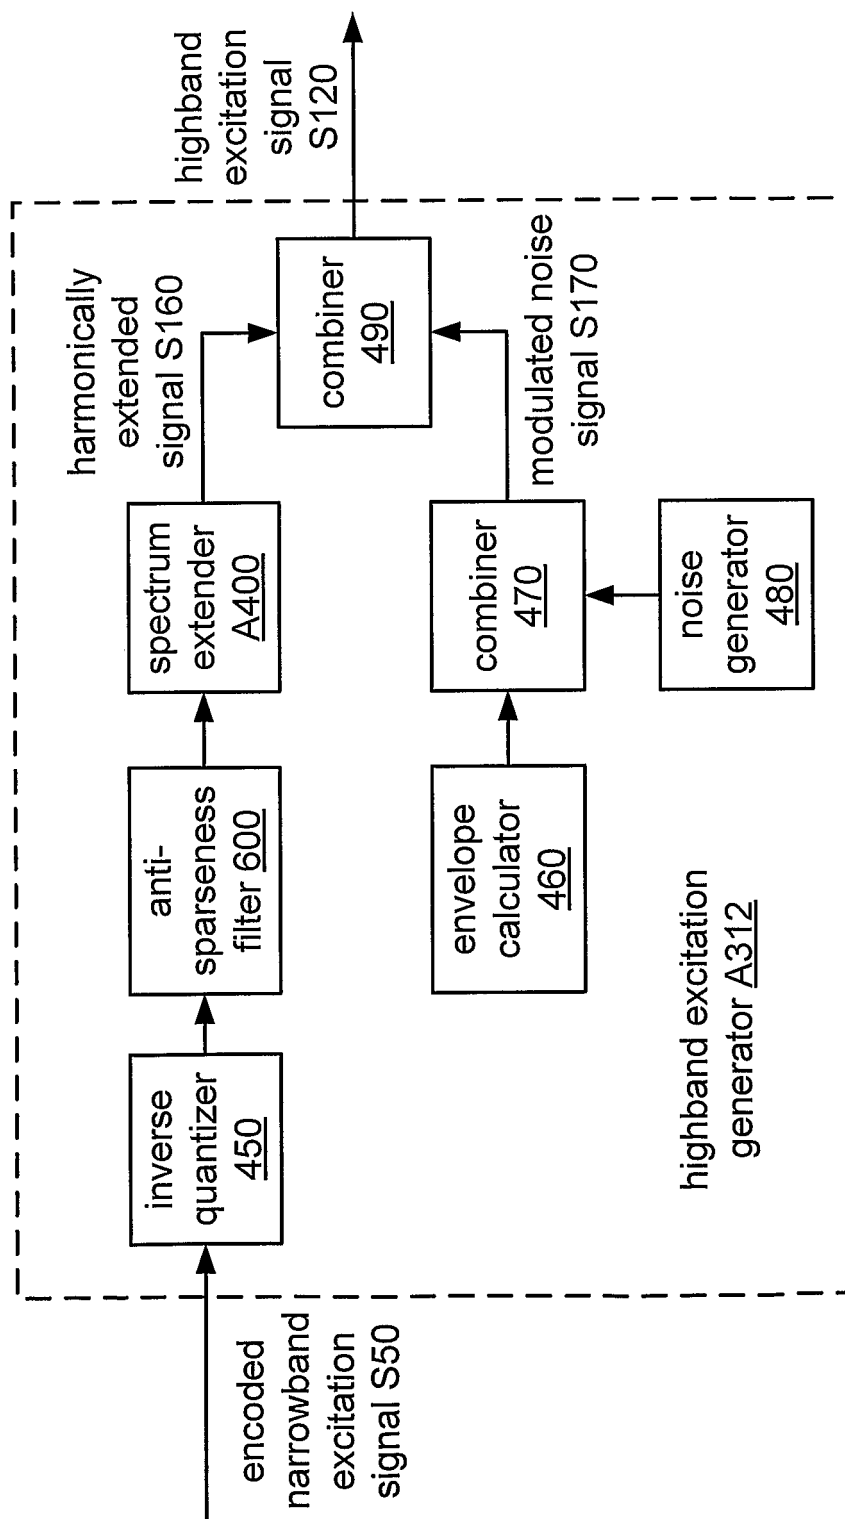 encoded
narrowband
excitation
signal S50
inverse
quantizer
450
anti-
sparseness
filter 600
spectrum
extender
A400
harmonically
extended
signal S160
combiner
490
highband
excitation
signal
S120
envelope
calculator
460
combiner
470
modulated noise
signal S170
noise
generator
480
highband excitation
generator A312